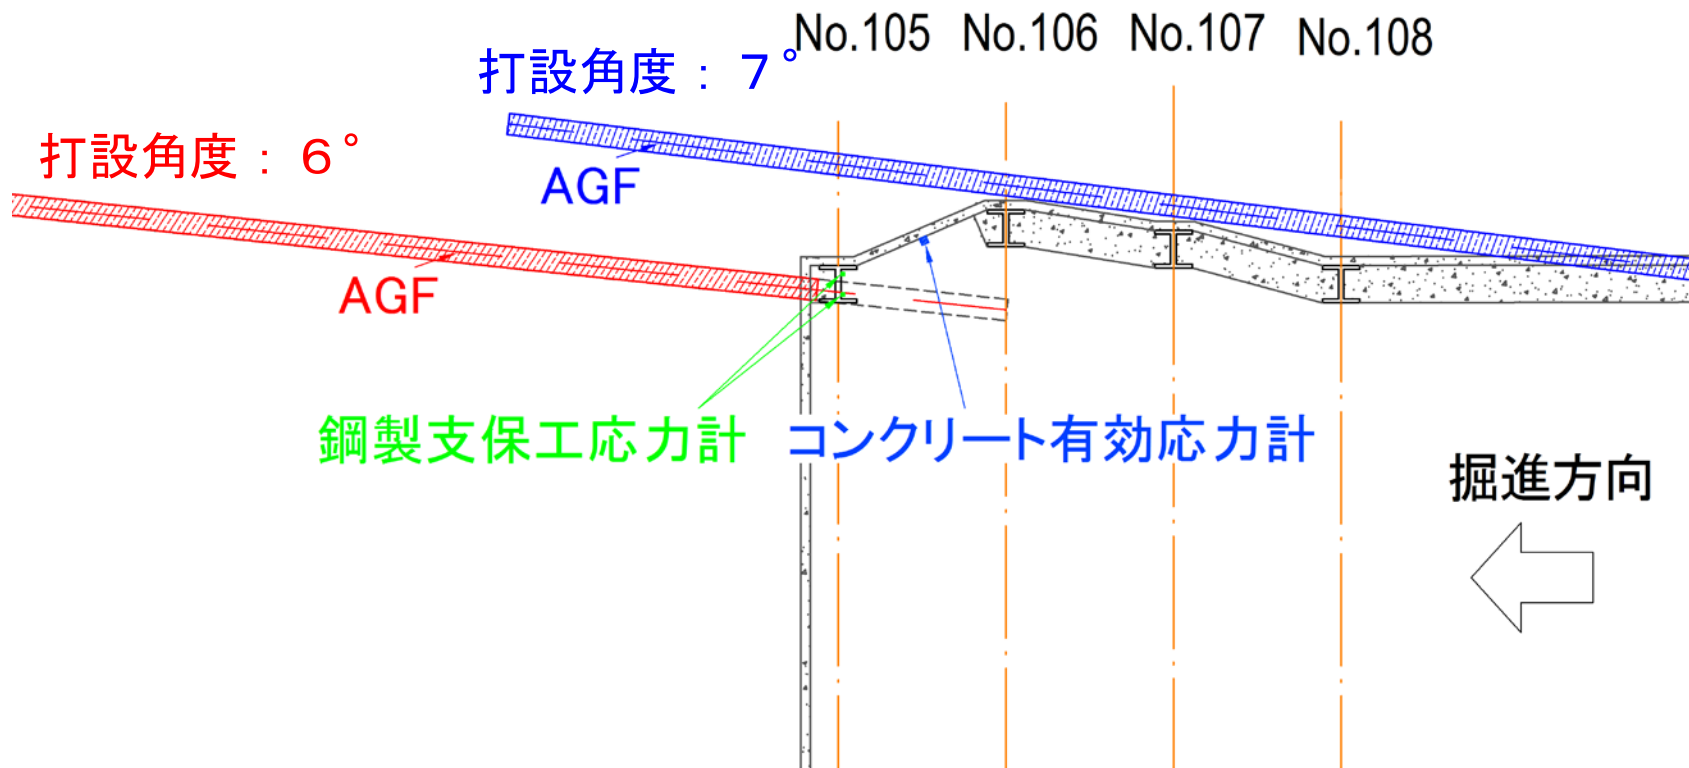 No.105 No.106 No.107 No.108
打設角度：７°
打設角度：６°
AGF
AGF
鋼製支保工応力計
コンクリート有効応力計
掘進方向